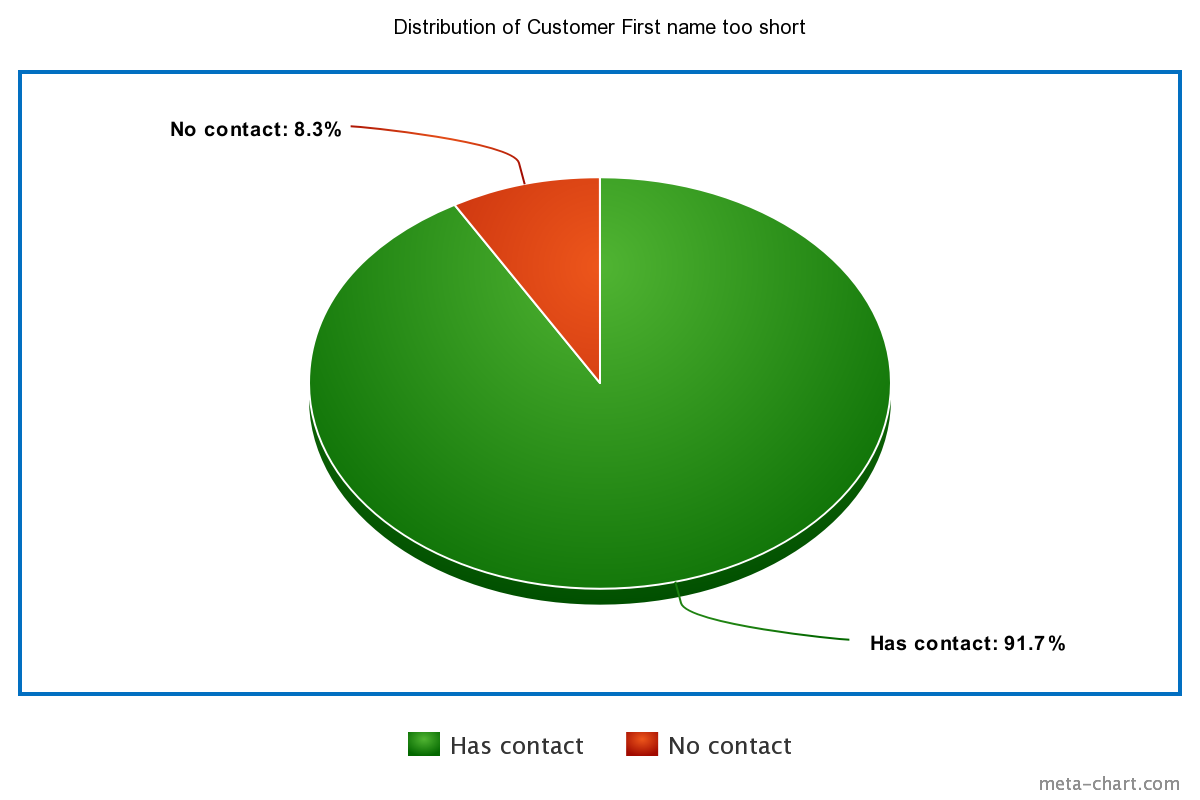 Distribution of Customer First name too short
No contact: 8.3%
Has contact: 91.7%
Has contact
No contact
meta-chart.com